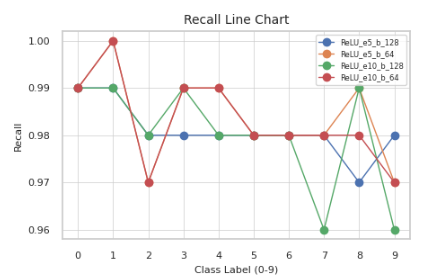 Recall Line Chart
1.00
0.99
0.98
0.97
0.96
Recall
ReLU_e5_b_128
ReLU_e5_b_64
ReLU_e10_b_128
ReLU_e10_b_64
0 1 2 3 4 5 6 7 8 9
Class Label (0-9)